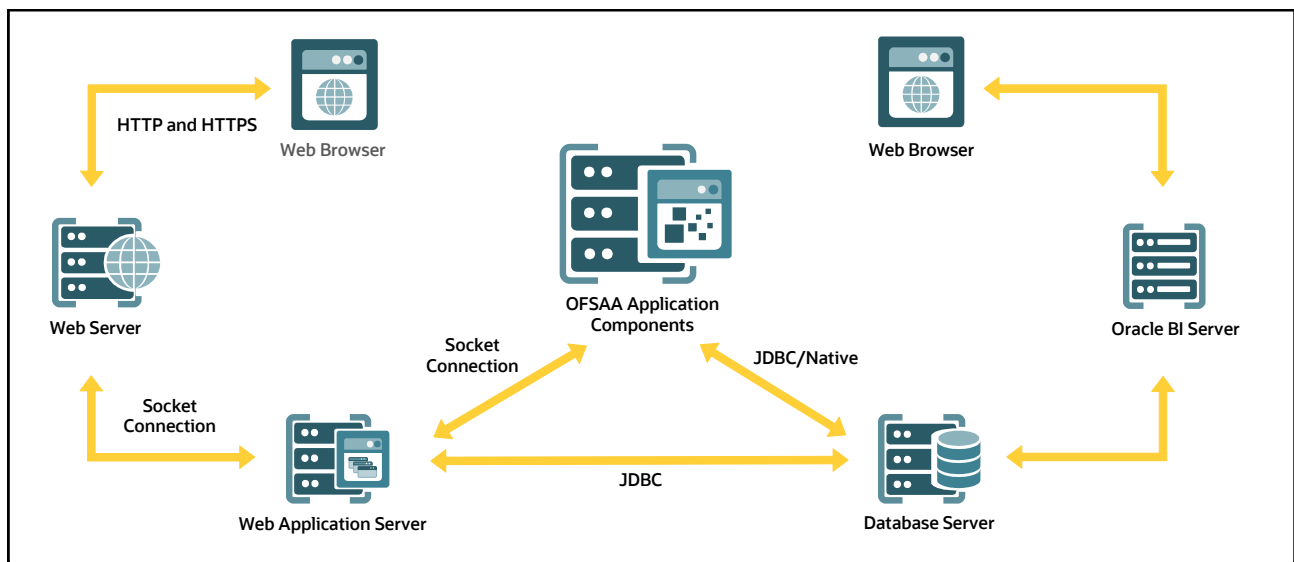 HTTP and HTTPS
Web Browser
Web Browser
Web Server
OFSAA Application
Components
Oracle BI Server
Socket
Connection
JDBC/Native
Socket
Connection
JDBC
Web Application Server
Database Server